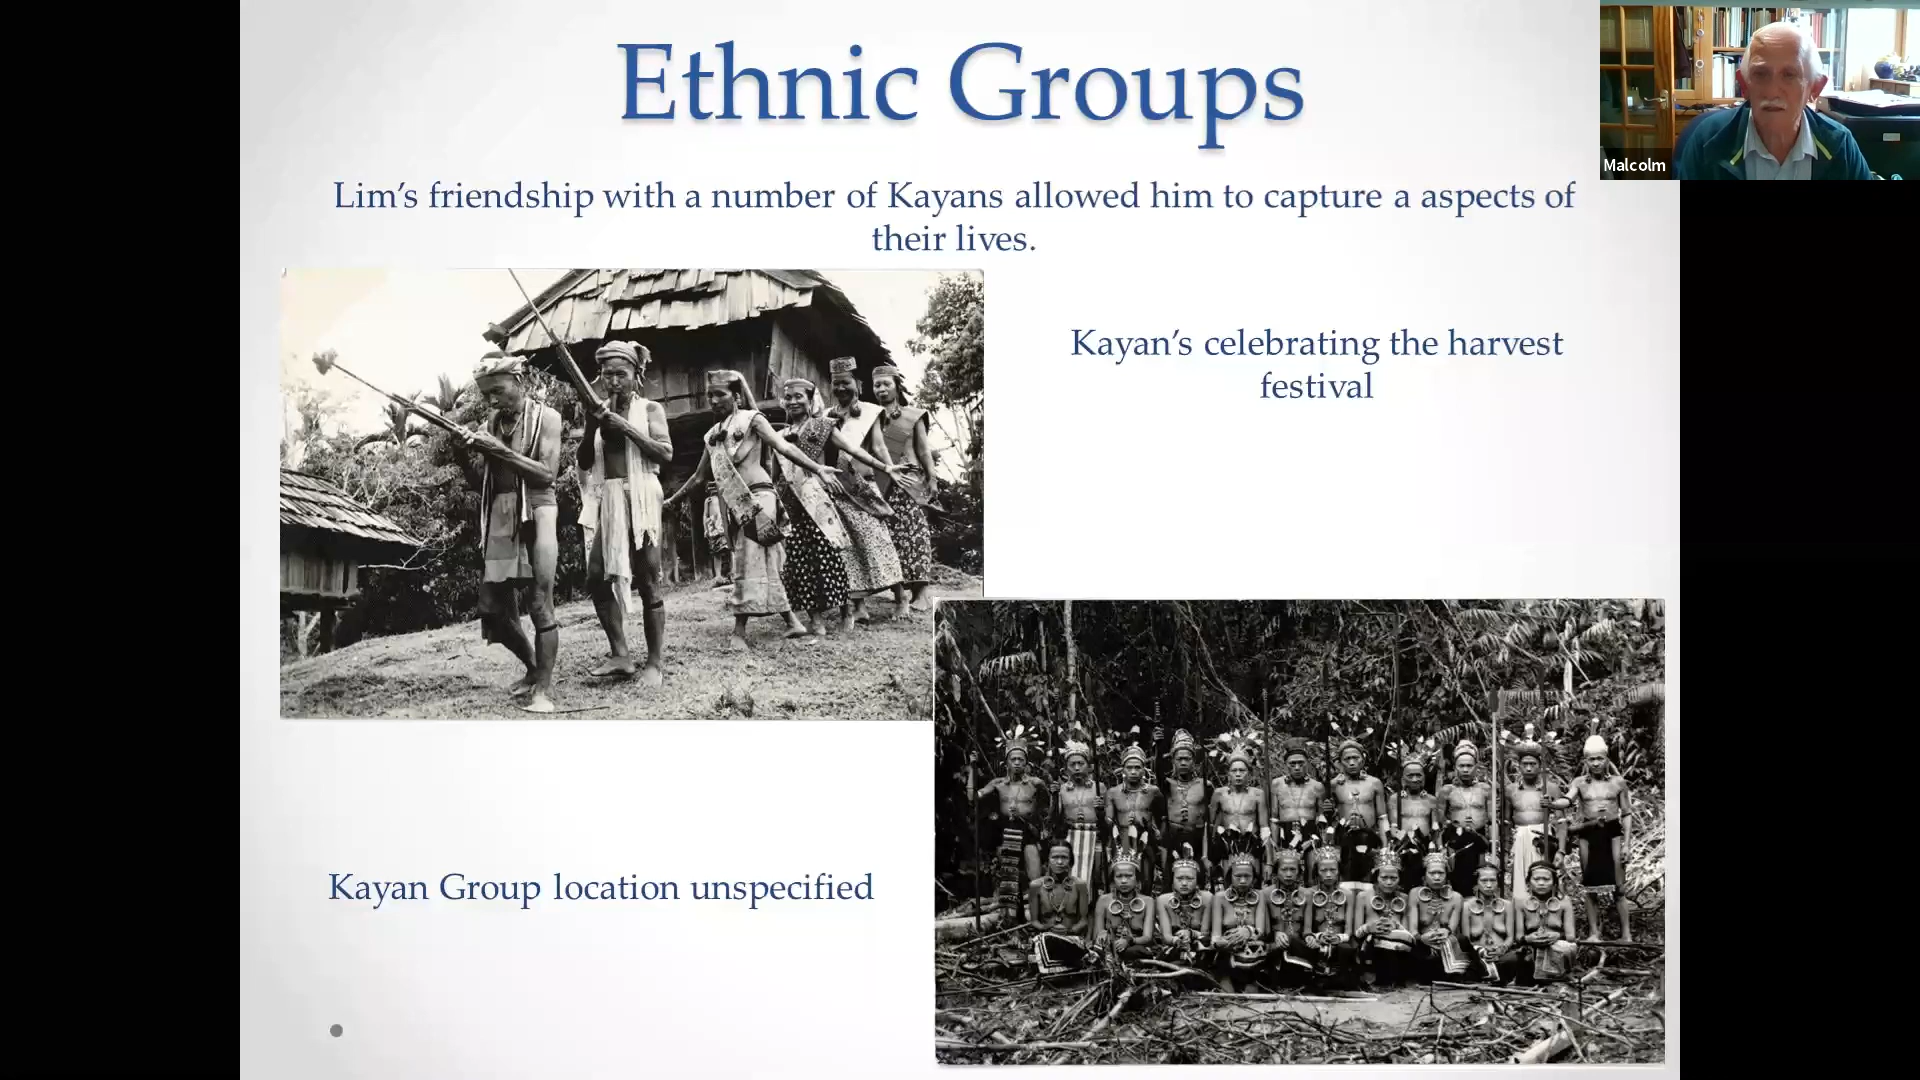 Ethnic Groups
Malcolm
Lim’s friendship with a number of Kayans allowed him to capture a aspects of
their lives.
Kayan’s celebrating the harvest
festival
Kayan Group location unspecified